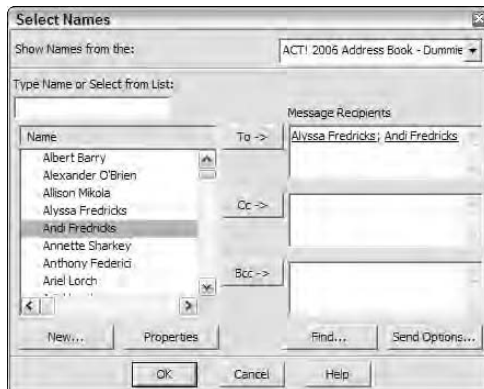 Select Names
Show Names from the:
ACT! 2006 Address Book - Dummie
Type Name or Select from List:
Message Recipients
Name
To ->
Alyssa Fredricks; Andi Fredricks
Albert Barry
Alexander O'Brien
Allison Mikola
Alyssa Fredricks
Cc ->
Andi Fredricks
Annette Sharkey
Anthony Federici
Bcc ->
Ariel Lorch
New...
Properties
Find...
Send Options...
OK
Cancel
Help